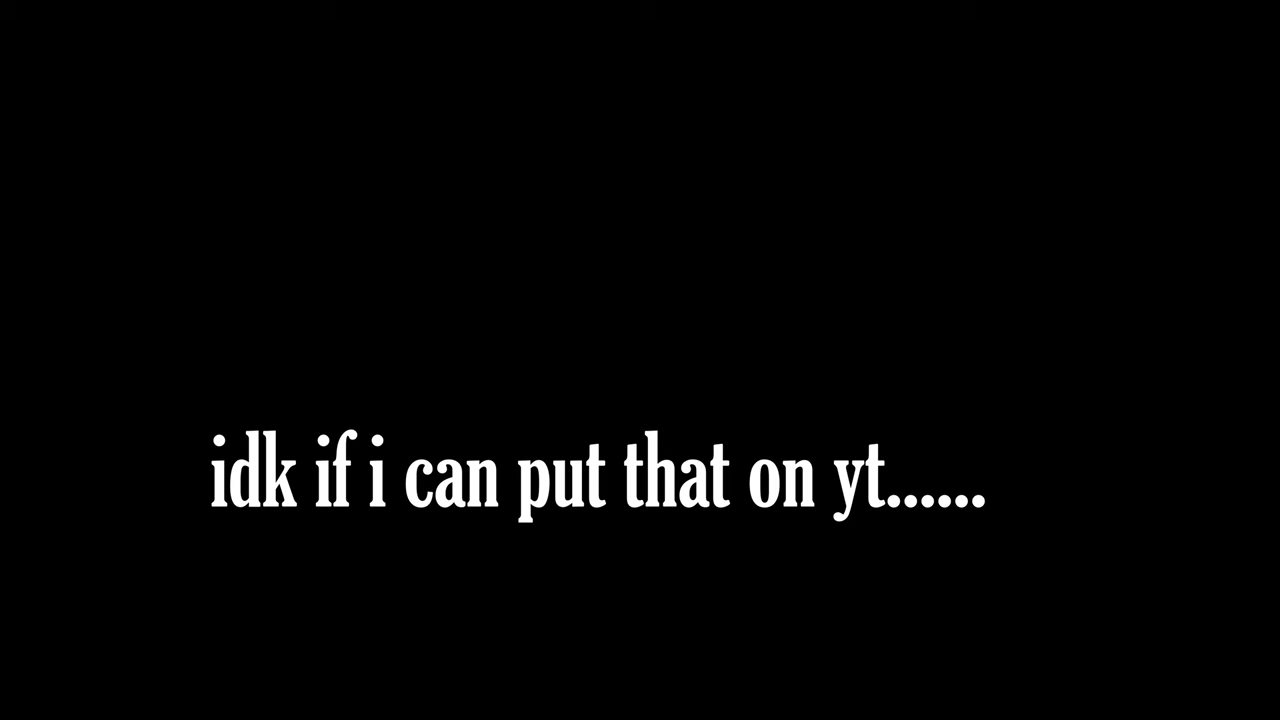 idk if i can put that on yt......